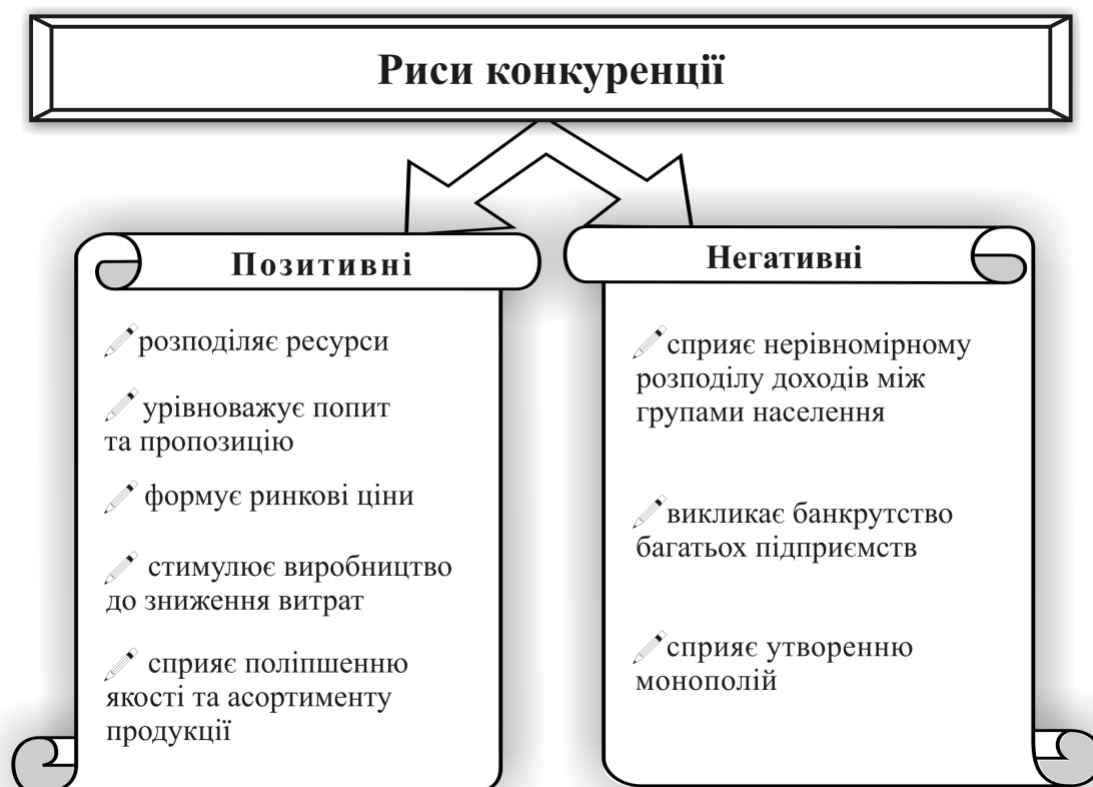 Риси конкуренції
Позитивні
розподіляє ресурси
урівноважує попит
та пропозицію
формує ринкові ціни
стимулює виробництво
до зниження витрат
сприяє поліпшенню
якості та асортименту
продукції
Негативні
сприяє нерівномірному
розподілу доходів між
групами населення
викликає банкрутство
багатьох підприємств
сприяє утворенню
монополій